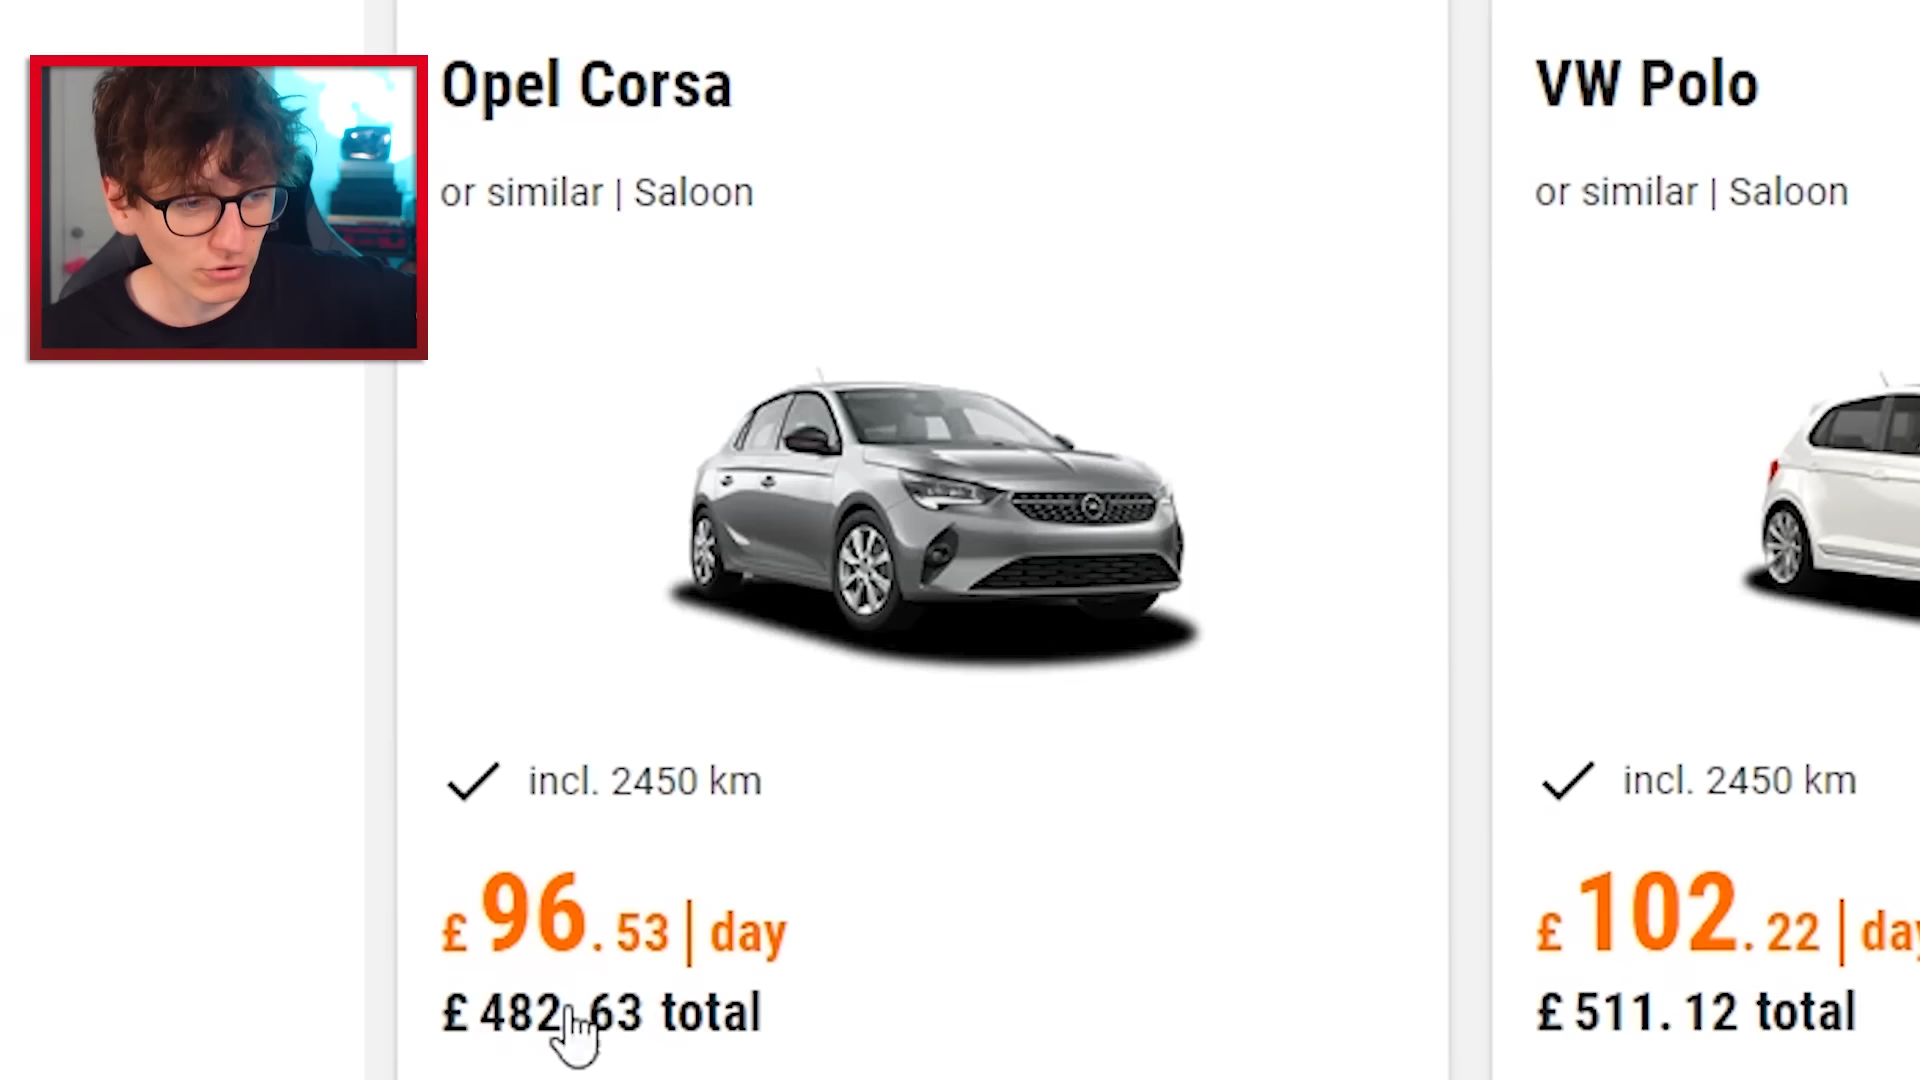 Opel Corsa
or similar | Saloon
incl. 2450 km
£ 96. 53 | day
£ 482.63 total
VW Polo
or similar | Saloon
incl. 2450 km
£ 102. 22 | day
£ 511. 12 total